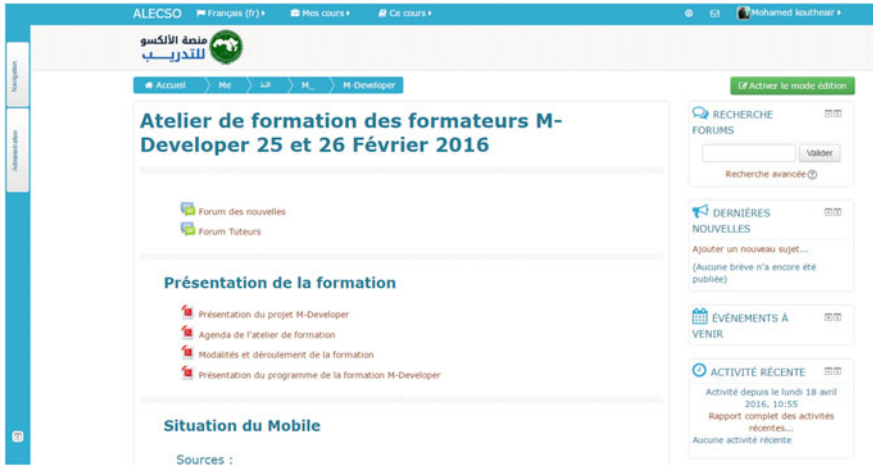 ALECSO Français (fr) Mes cours Ce cours Mohamed koutheair
منصة الألكسو
للتدريـــب
Navigation
Administration
Accueil Me M_ M-Developer
Activer le mode édition
Atelier de formation des formateurs M-
Developer 25 et 26 Février 2016
Forum des nouvelles
Forum Tuteurs
Présentation de la formation
Présentation du projet M-Developer
Agenda de l'atelier de formation
Modalités et déroulement de la formation
Présentation du programme de la formation M-Developer
Situation du Mobile
Sources :
RECHERCHE
FORUMS
Valider
Recherche avancée
DERNIÈRES
NOUVELLES
Ajouter un nouveau sujet...
(Aucune brève n'a encore été
publiée)
ÉVÉNEMENTS À
VENIR
ACTIVITÉ RÉCENTE
Activité depuis le lundi 18 avril
2016, 10:55
Rapport complet des activités
récentes...
Aucune activité récente